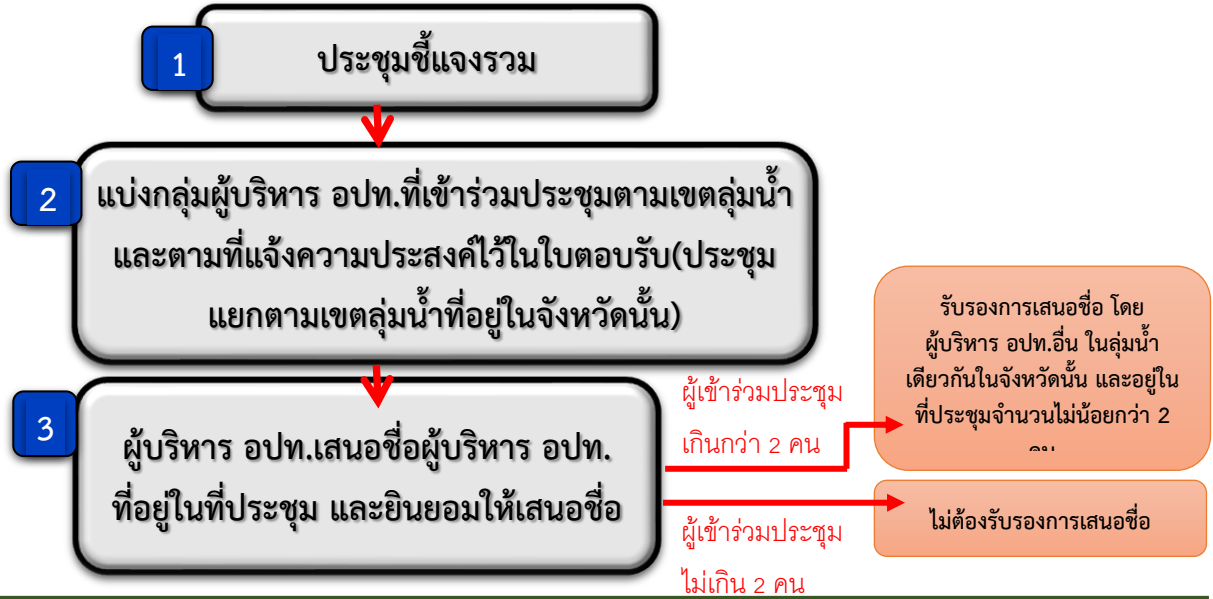 1
ประชุมชี้แจงรวม
2
แบ่งกลุ่มผู้บริหาร อปท.ที่เข้าร่วมประชุมตามเขตลุ่มน้ำ
และตามที่แจ้งความประสงค์ไว้ในใบตอบรับ(ประชุม
แยกตามเขตลุ่มน้ำที่อยู่ในจังหวัดนั้น)
3
ผู้บริหาร อปท.เสนอชื่อผู้บริหาร อปท.
ที่อยู่ในที่ประชุม และยินยอมให้เสนอชื่อ
ผู้เข้าร่วมประชุม
เกินกว่า 2 คน
รับรองการเสนอชื่อ โดย
ผู้บริหาร อปท.อื่น ในลุ่มน้ำ
เดียวกันในจังหวัดนั้น และอยู่ใน
ที่ประชุมจำนวนไม่น้อยกว่า 2
ผู้เข้าร่วมประชุม
ไม่เกิน 2 คน
ไม่ต้องรับรองการเสนอชื่อ